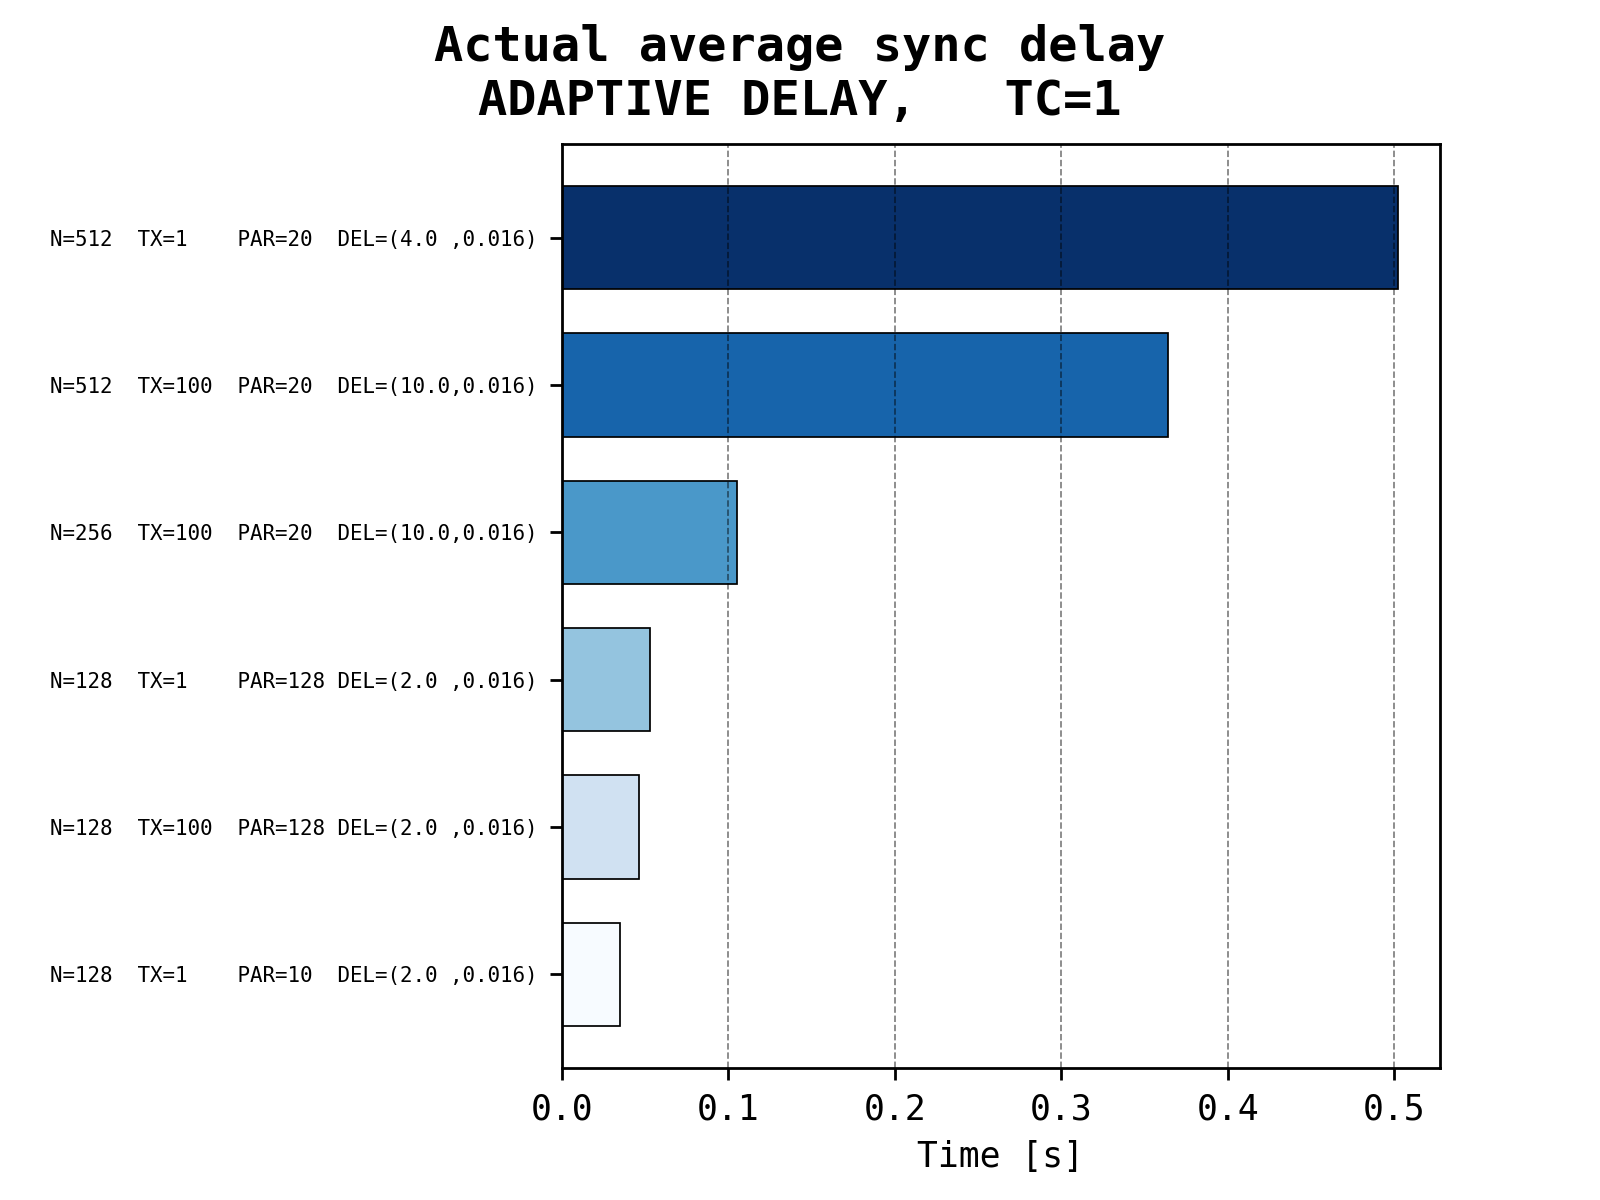 Actual average sync delay
ADAPTIVE DELAY,   TC=1
N=512  TX=1    PAR=20  DEL=(4.0 ,0.016)
N=512  TX=100  PAR=20  DEL=(10.0,0.016)
N=256  TX=100  PAR=20  DEL=(10.0,0.016)
N=128  TX=1    PAR=128 DEL=(2.0 ,0.016)
N=128  TX=100  PAR=128 DEL=(2.0 ,0.016)
N=128  TX=1    PAR=10  DEL=(2.0 ,0.016)
0.0 0.1 0.2 0.3 0.4 0.5
Time [s]